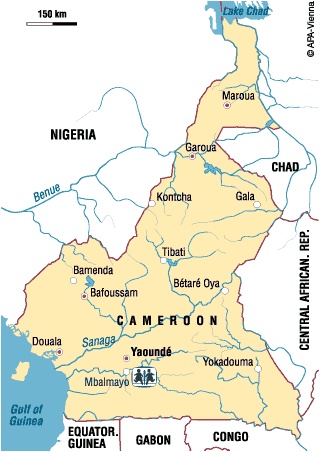 150 km
Lake Chad
© APA-Vienna
Maroua
NIGERIA
Garoua
CHAD
Benue
Kontcha
Gala
CENTRAL AFRICAN. REP.
Tibati
Bamenda
Bétaré Oya
Bafoussam
CAMEROON
Douala
Sanaga
Yaoundé
Yokadouma
Mbalmayo
Gulf of
Guinea
EQUATOR.
GUINEA
GABON
CONGO